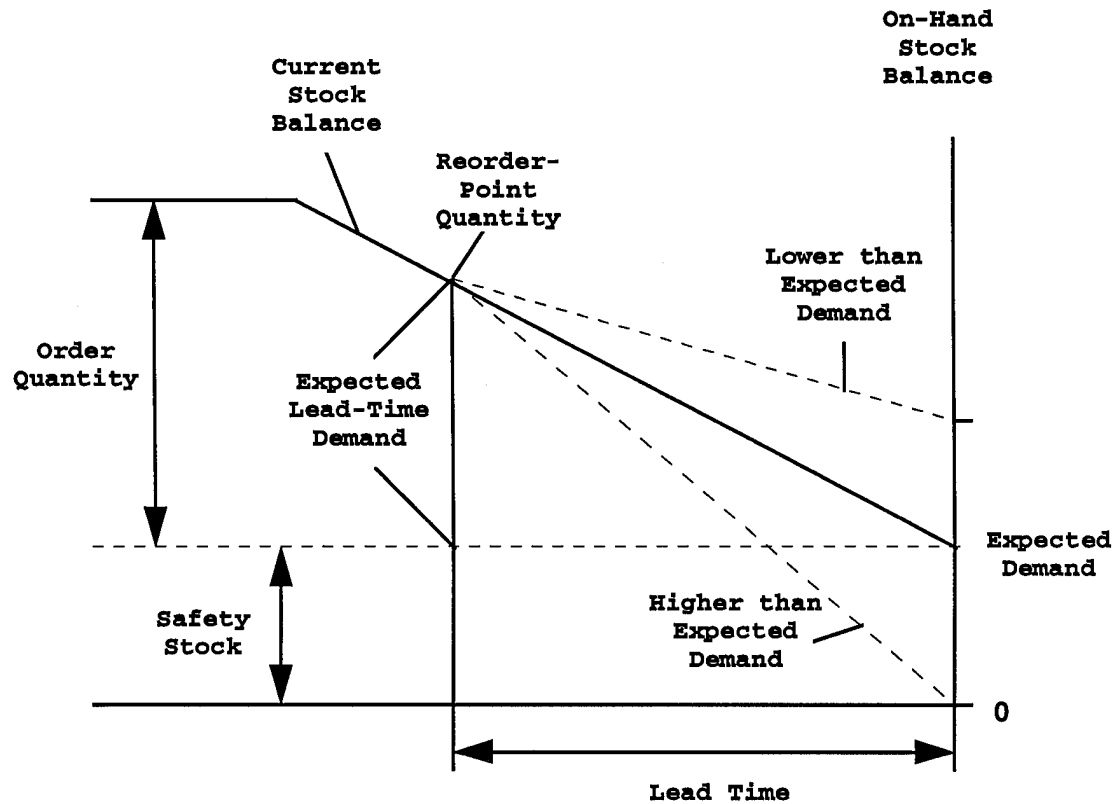 On-Hand
Stock
Balance
Current
Stock
Balance
Reorder-
Point
Quantity
Lower than
Expected
Demand
Order
Quantity
Expected
Lead-Time
Demand
Expected
Demand
Higher than
Expected
Demand
Safety
Stock
0
Lead Time